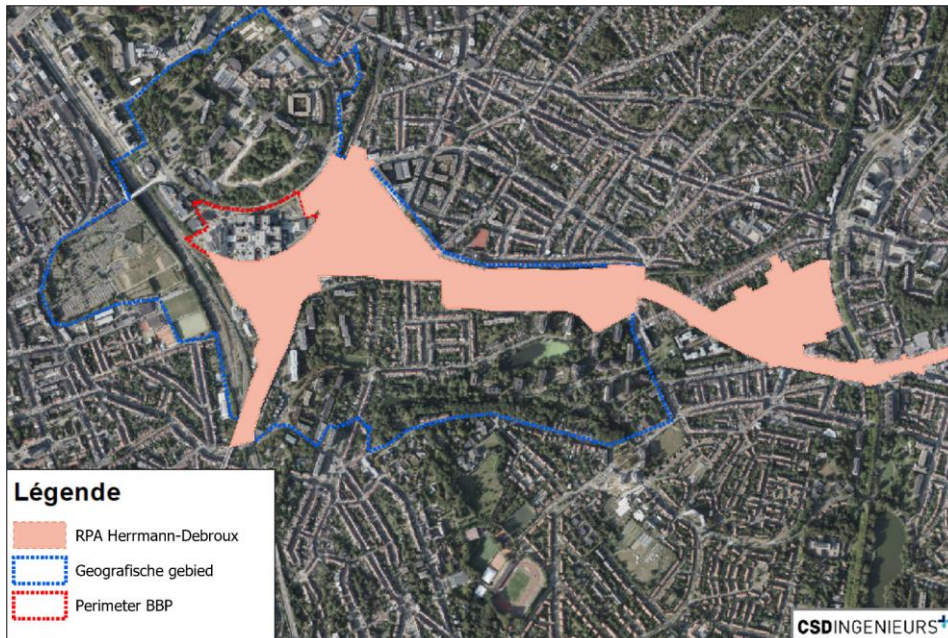 Légende
RPA Herrmann-Debroux
Geografische gebied
Perimeter BBP
CSDINGENIEURS+